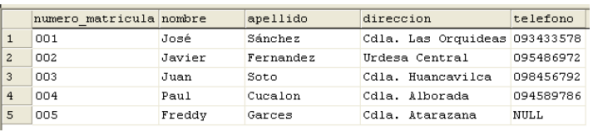 numero_matricula nombre apellido direccion telefono
1 001 José Sánchez Cdla. Las Orquideas 093433578
2 002 Javier Fernandez Urdesa Central 095486972
3 003 Juan Soto Cdla. Huancavilca 098456792
4 004 Paul Cucalon Cdla. Alborada 094589786
5 005 Freddy Garces Cdla. Atarazana NULL